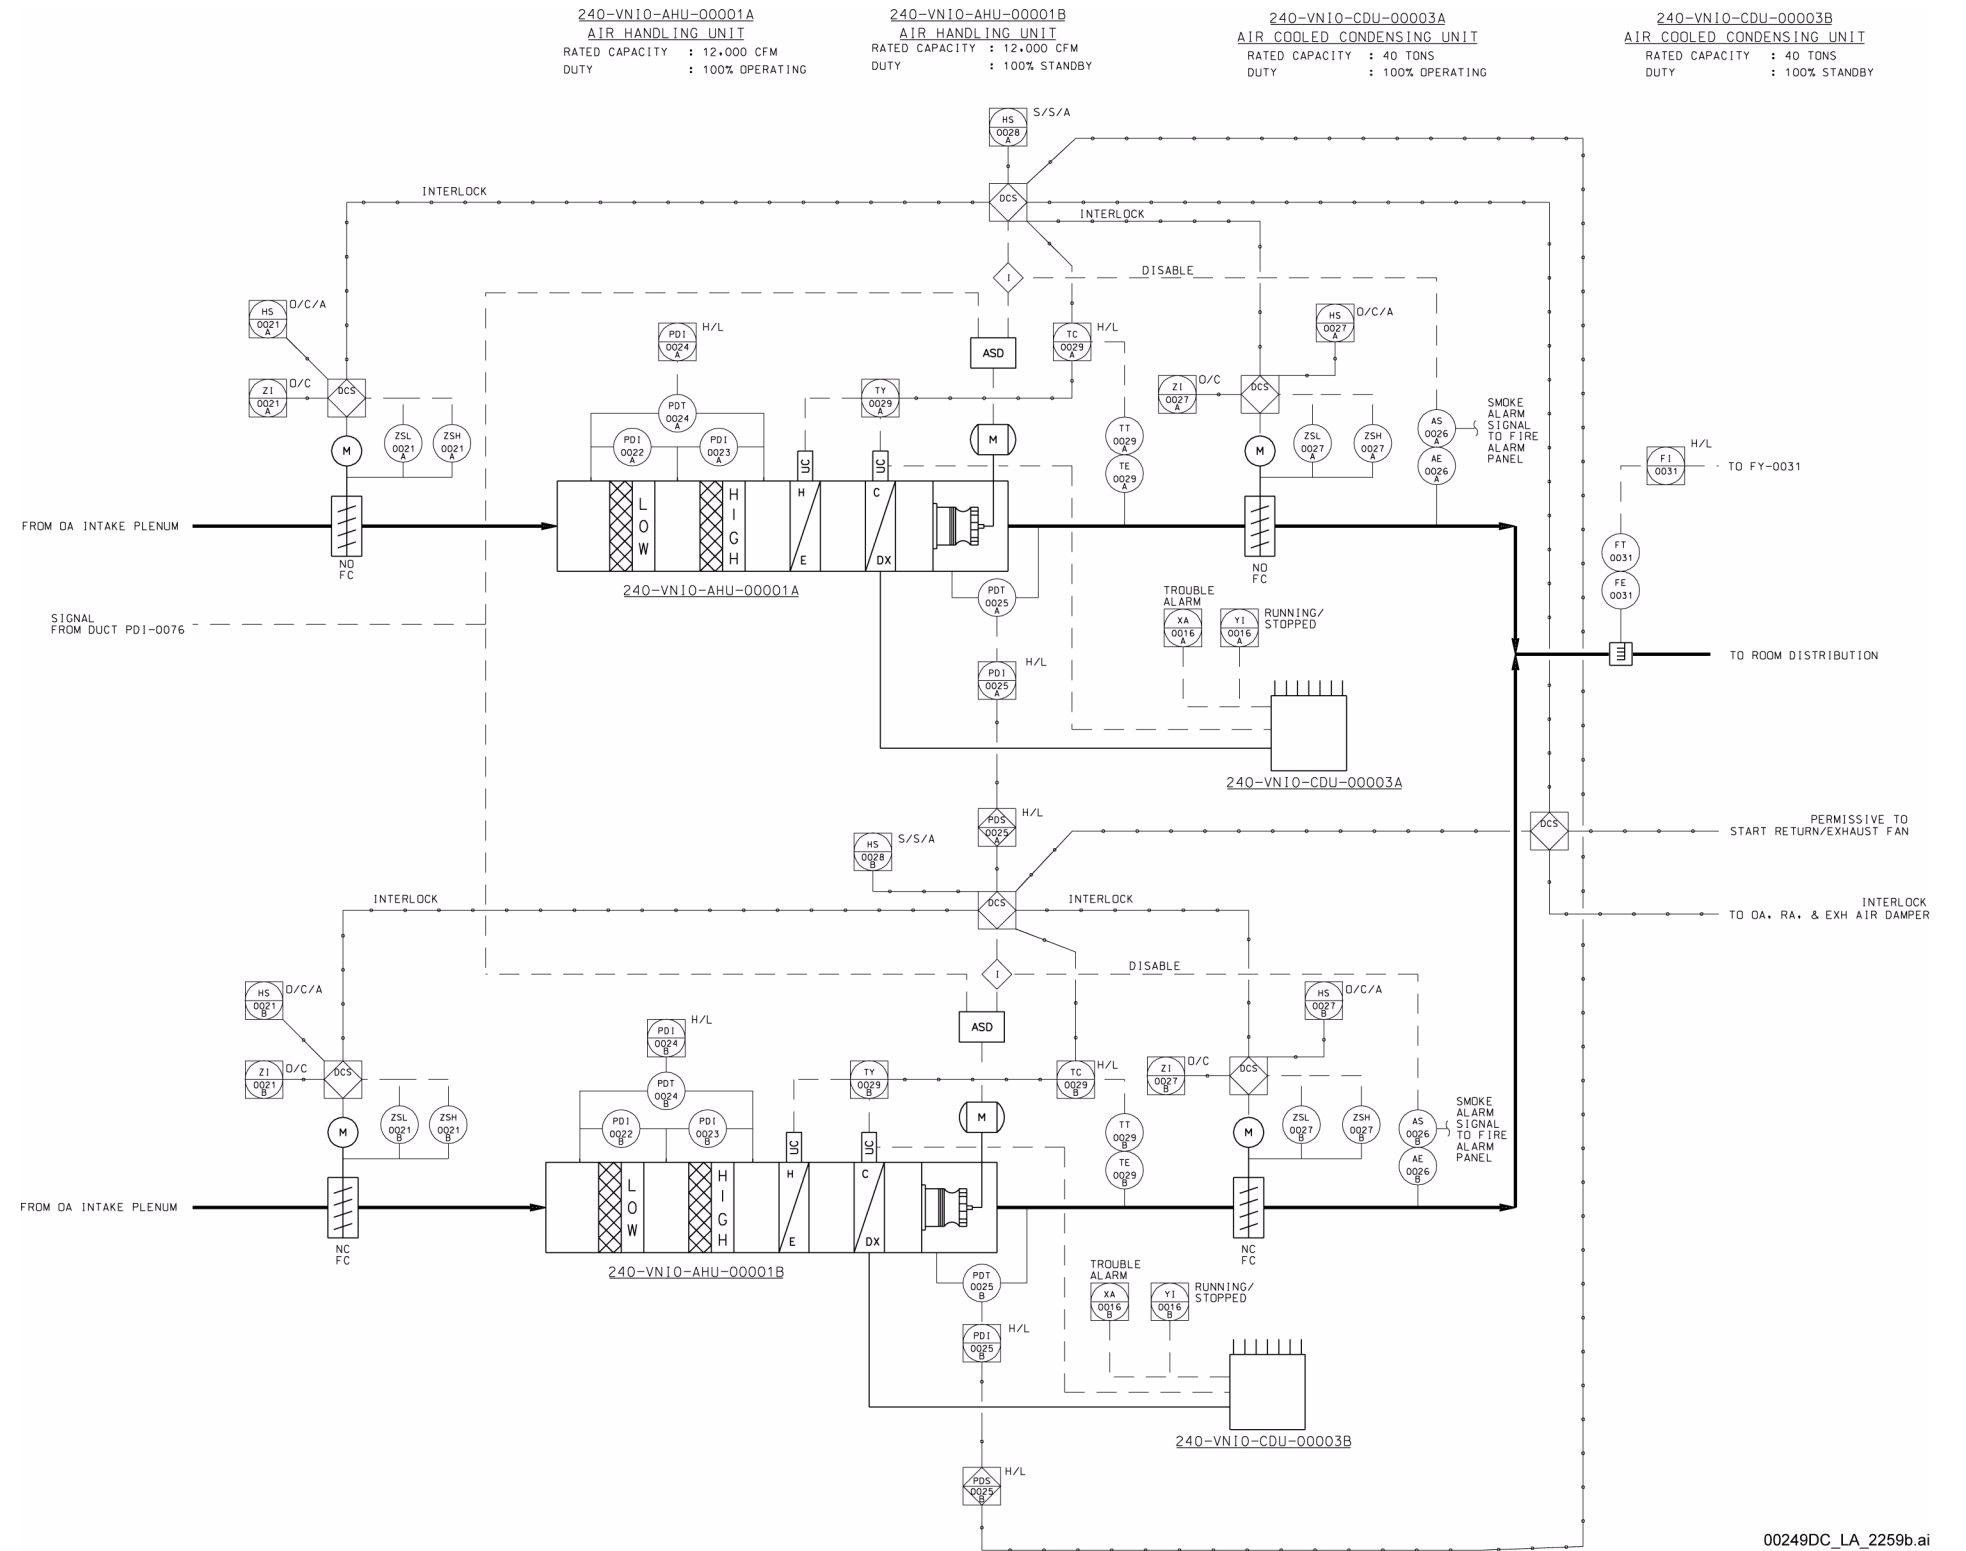 240-VNIO-AHU-00001A
AIR HANDLING UNIT
RATED CAPACITY : 12,000 CFM
DUTY : 100% OPERATING
240-VNIO-AHU-00001B
AIR HANDLING UNIT
RATED CAPACITY : 12,000 CFM
DUTY : 100% STANDBY
240-VNIO-CDU-00003A
AIR COOLED CONDENSING UNIT
RATED CAPACITY : 40 TONS
DUTY : 100% OPERATING
240-VNIO-CDU-00003B
AIR COOLED CONDENSING UNIT
RATED CAPACITY : 40 TONS
DUTY : 100% STANDBY
HS
0028
A
S/S/A
DCS
INTERLOCK
INTERLOCK
I
DISABLE
HS
0021
A
O/C/A
ZI
0021
A
O/C
DCS
M
ZSL
0021
A
ZSH
0021
A
NO
FC
PDI
0024
A
H/L
PDT
0024
A
PDI
0022
A
PDI
0023
A
TY
0029
A
UC
UC
ASD
M
TC
0029
A
H/L
TT
0029
A
TE
0029
A
HS
0027
A
O/C/A
ZI
0027
A
O/C
DCS
M
ZSL
0027
A
ZSH
0027
A
NO
FC
AS
0026
A
AE
0026
A
SMOKE
ALARM
SIGNAL
TO FIRE
ALARM
PANEL
FI
0031
H/L
TO FY-0031
FT
0031
FE
0031
FROM OA INTAKE PLENUM
LOW
HIGH
H
E
C
DX
240-VNIO-AHU-00001A
SIGNAL
FROM DUCT PDI-0076
PDT
0025
A
PDI
0025
A
H/L
TROUBLE
ALARM
XA
0016
A
YI
0016
A
RUNNING/
STOPPED
240-VNIO-CDU-00003A
TO ROOM DISTRIBUTION
PDS
0025
A
H/L
HS
0028
B
S/S/A
DCS
PERMISSIVE TO
START RETURN/EXHAUST FAN
DCS
INTERLOCK
INTERLOCK
INTERLOCK
TO OA, RA, & EXH AIR DAMPER
I
DISABLE
HS
0021
B
O/C/A
ZI
0021
B
O/C
DCS
M
ZSL
0021
B
ZSH
0021
B
NC
FC
PDI
0024
B
H/L
PDT
0024
B
PDI
0022
B
PDI
0023
B
TY
0029
B
UC
UC
ASD
M
TC
0029
B
H/L
TT
0029
B
TE
0029
B
HS
0027
B
O/C/A
ZI
0027
B
O/C
DCS
M
ZSL
0027
B
ZSH
0027
B
NC
FC
AS
0026
B
AE
0026
B
SMOKE
ALARM
SIGNAL
TO FIRE
ALARM
PANEL
FROM OA INTAKE PLENUM
LOW
HIGH
H
E
C
DX
240-VNIO-AHU-00001B
PDT
0025
B
PDI
0025
B
H/L
TROUBLE
ALARM
XA
0016
B
YI
0016
B
RUNNING/
STOPPED
240-VNIO-CDU-00003B
PDS
0025
B
H/L
00249DC_LA_2259b.ai